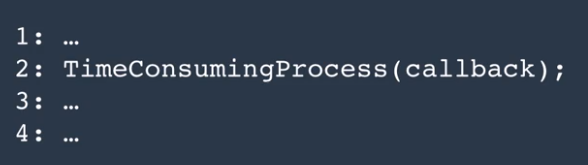 1: …
2: TimeConsumingProcess(callback);
3: …
4: …